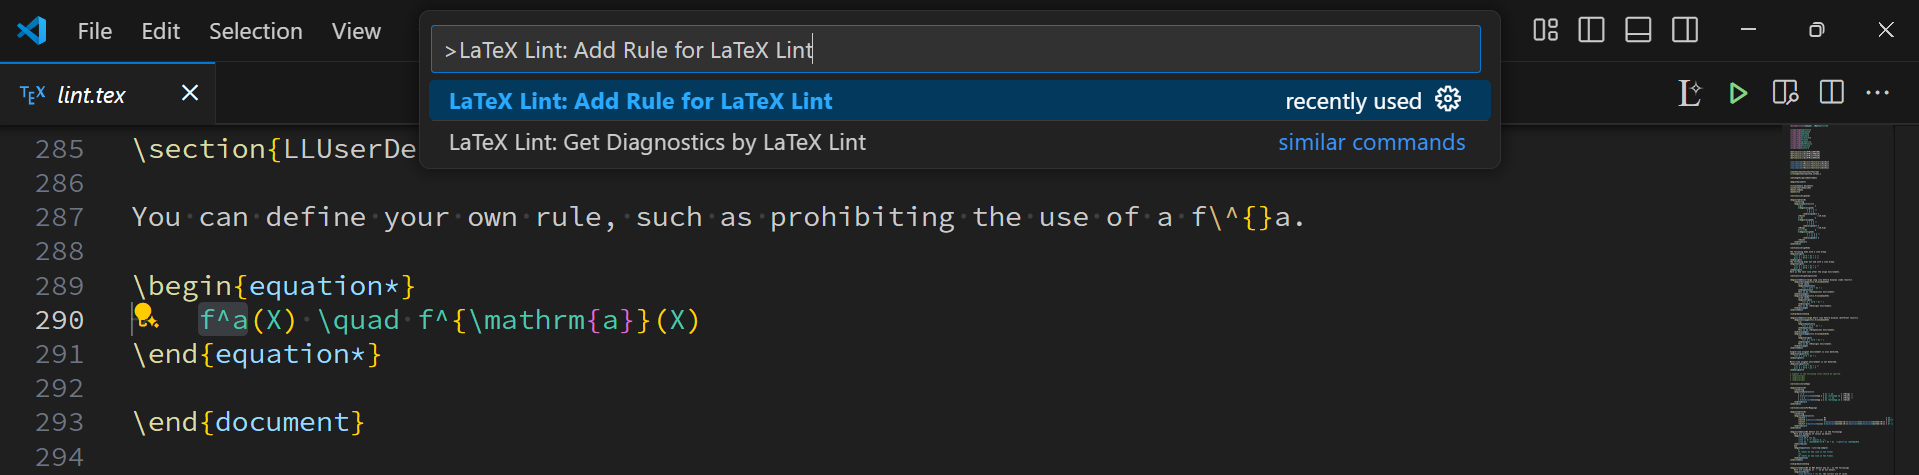 File Edit Selection View
>LaTeX Lint: Add Rule for LaTeX Lint
LaTeX Lint: Add Rule for LaTeX Lint recently used
LaTeX Lint: Get Diagnostics by LaTeX Lint similar commands
TEX lint.tex
285 \section{LLUserDe
286
287 You can define your own rule, such as prohibiting the use of a f\^{}a.
288
289 \begin{equation*}
290 f^a(X) \quad f^{\mathrm{a}}(X)
291 \end{equation*}
292
293 \end{document}
294